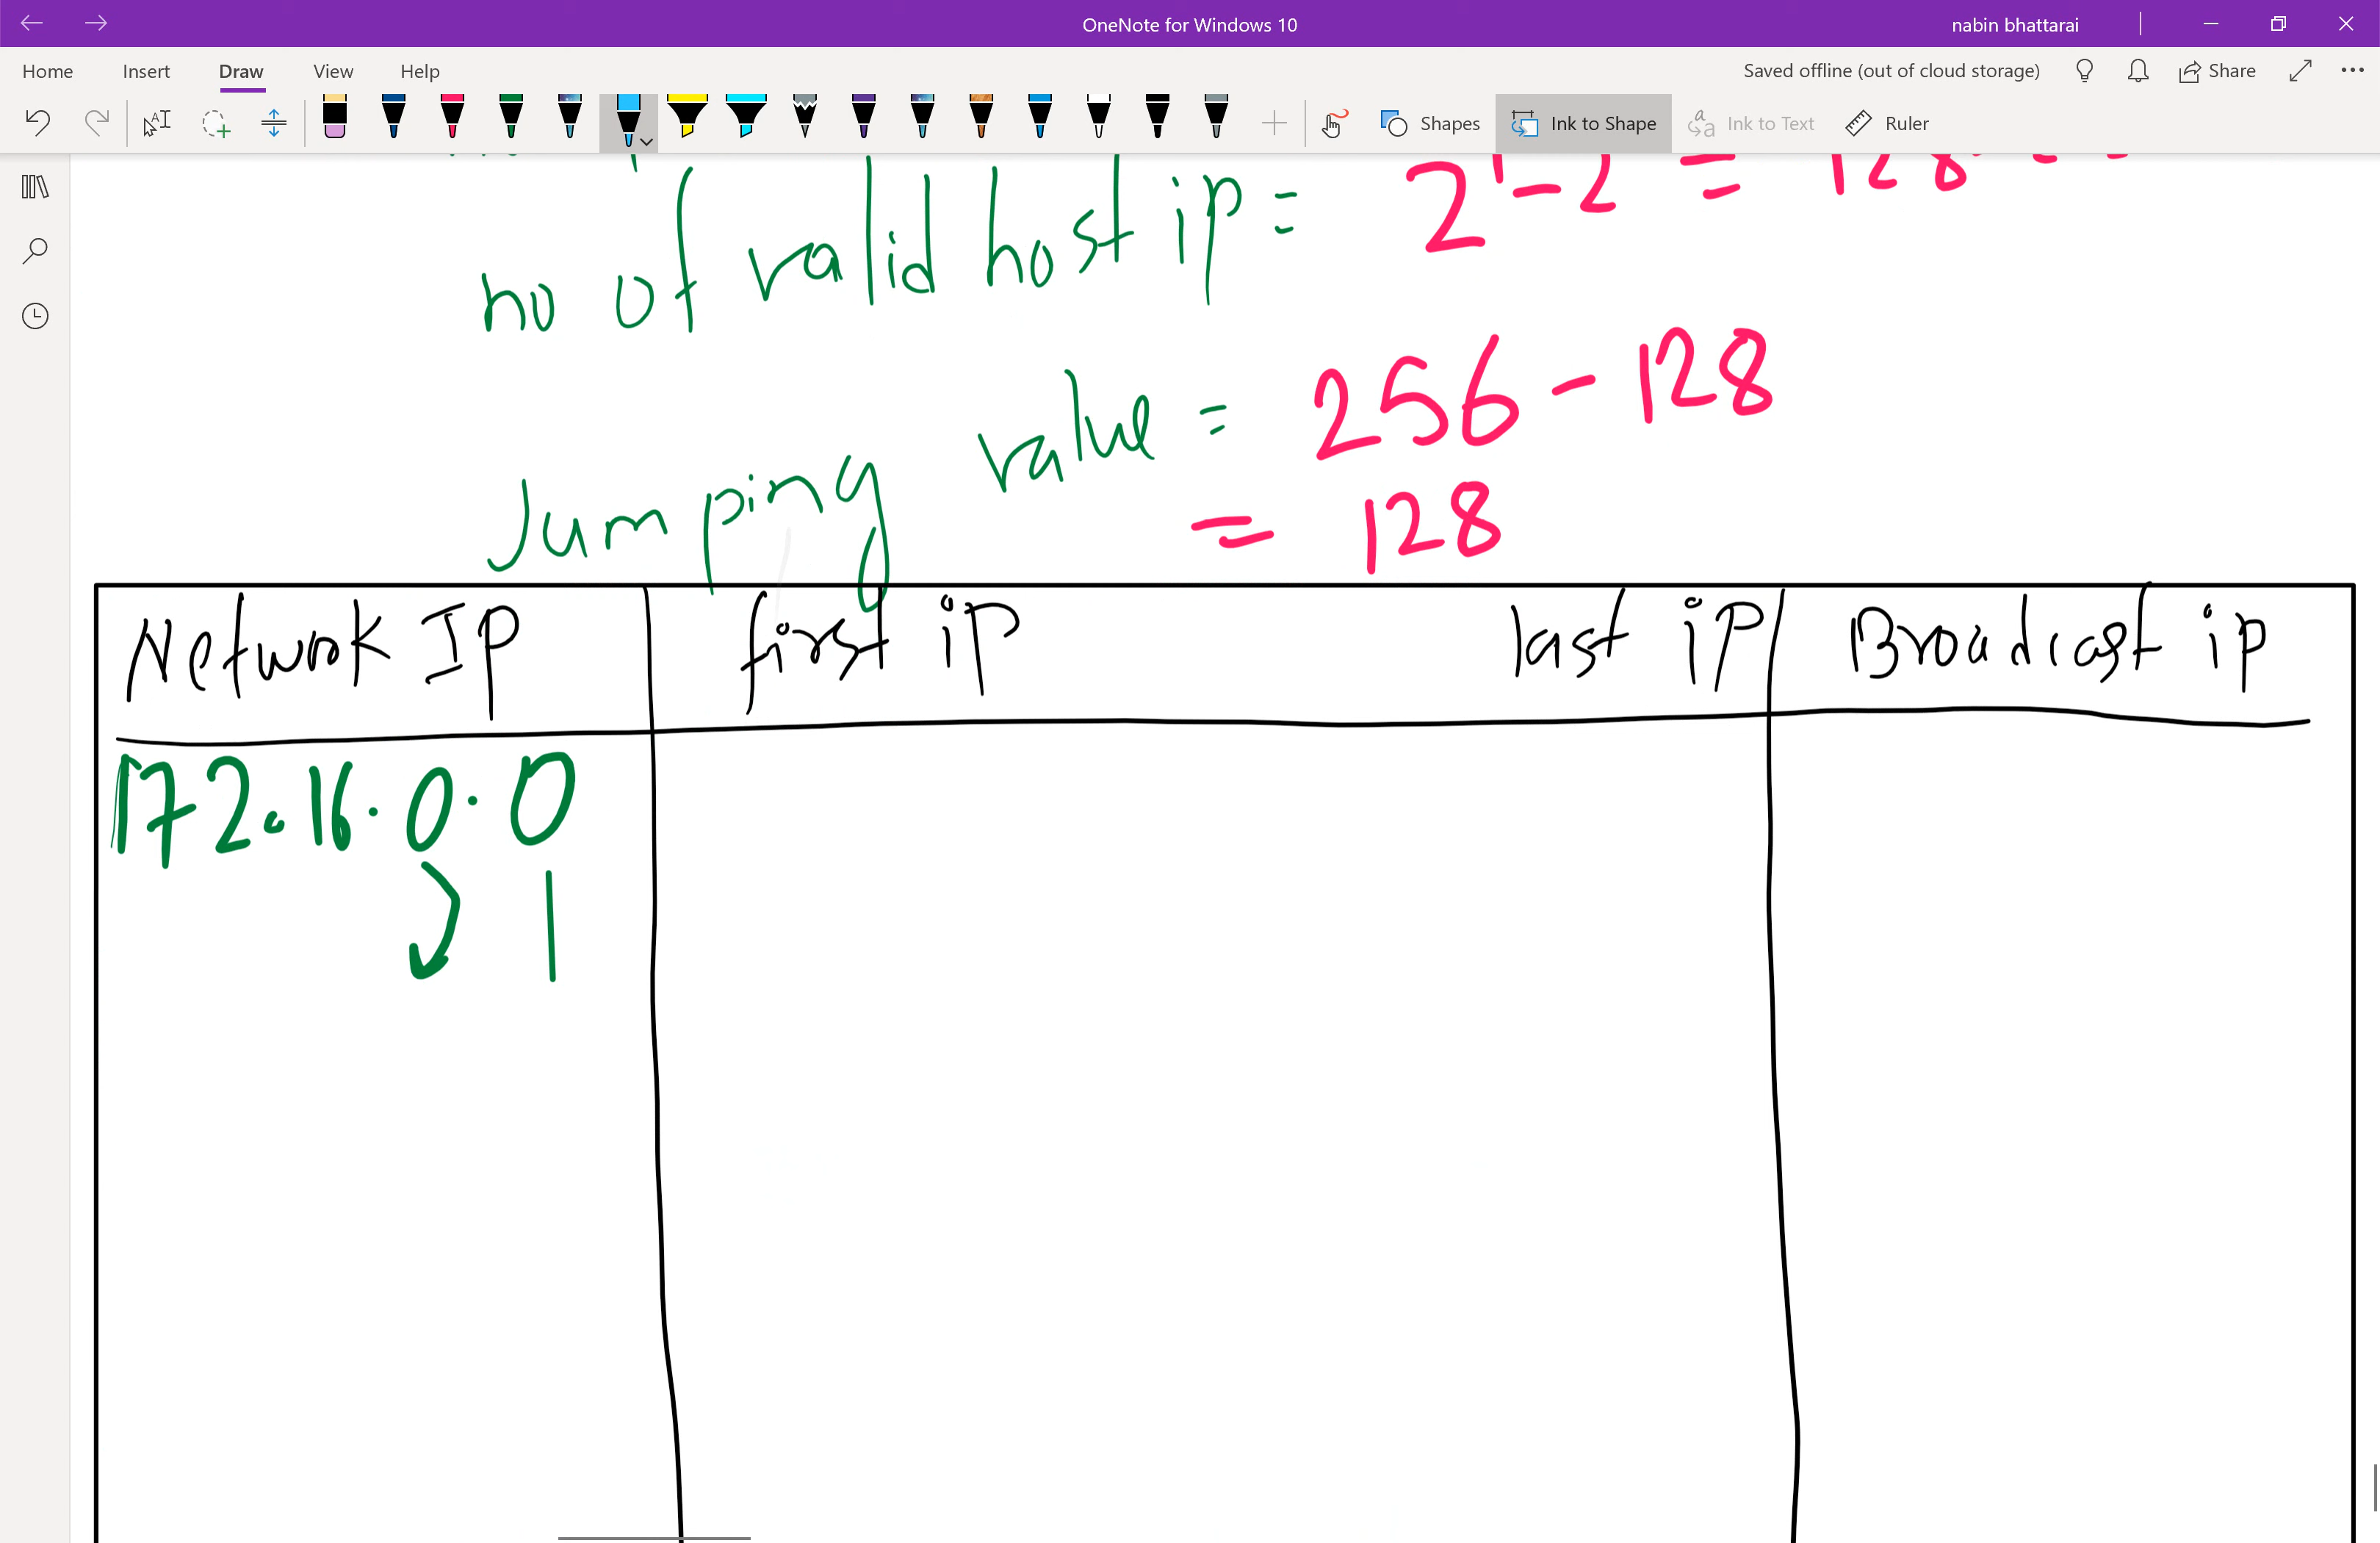 OneNote for Windows 10
nabin bhattarai
Home Insert Draw View Help
Saved offline (out of cloud storage)
Share
Shapes Ink to Shape Ink to Text Ruler
no of valid host ip =
Jumping value = 256 - 128
= 128
Network IP first iP last iP Broadcast ip
172.16.0.0